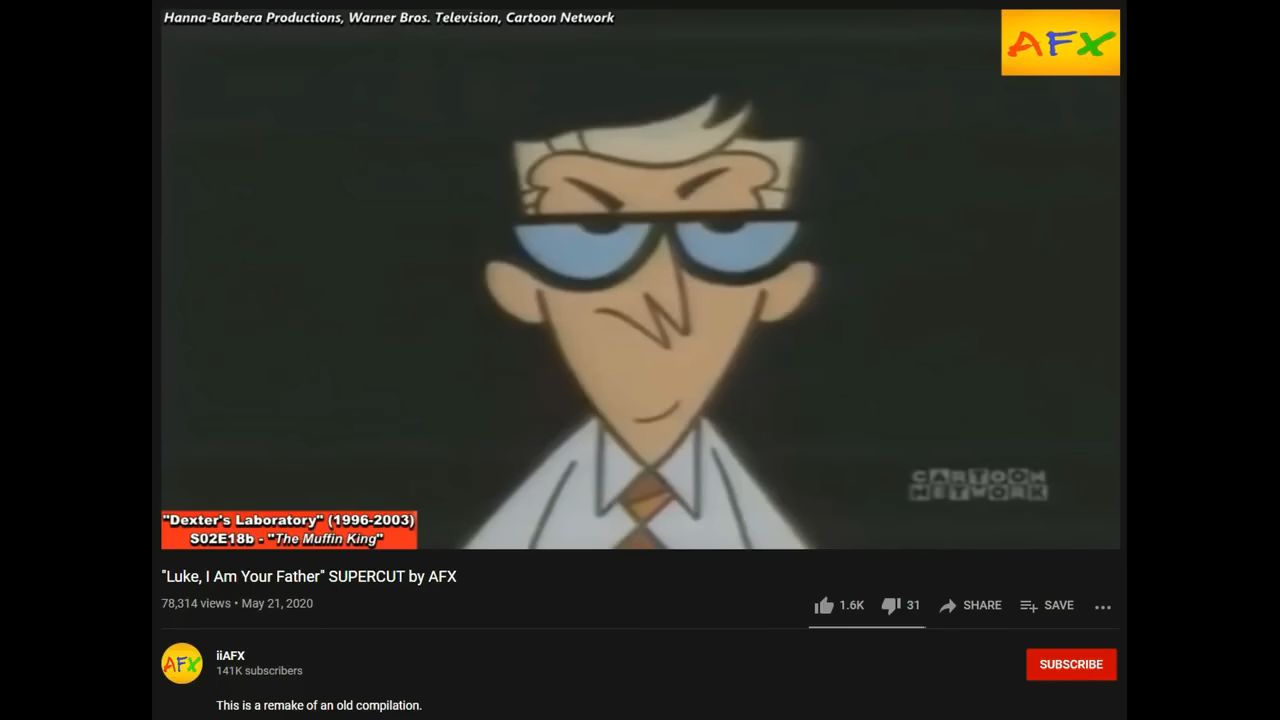 Hanna-Barbera Productions, Warner Bros. Television, Cartoon Network
AFX
CARTOON
NETWORK
"Dexter's Laboratory" (1996-2003)
S02E18b - "The Muffin King"
"Luke, I Am Your Father" SUPERCUT by AFX
78,314 views • May 21, 2020
1.6K 31 SHARE SAVE
AFX
iiAFX
141K subscribers
SUBSCRIBE
This is a remake of an old compilation.